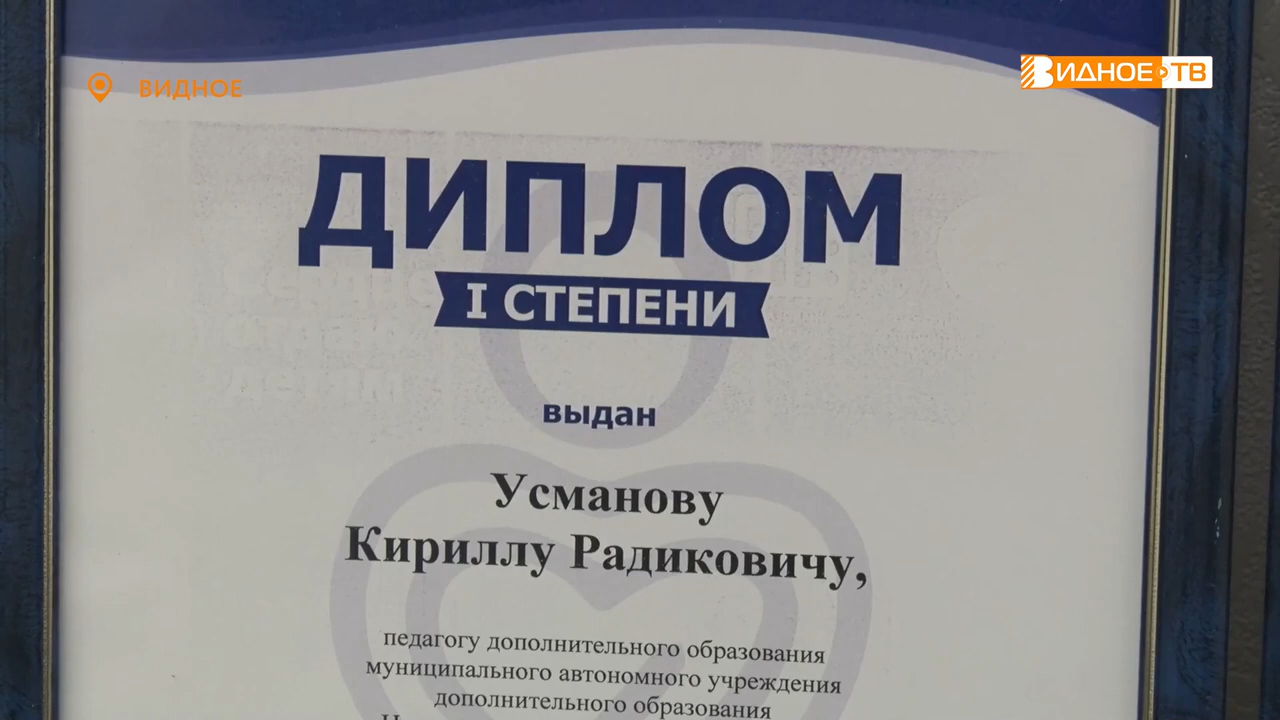 ВИДНОЕ
ВИДНОЕ ТВ
ДИПЛОМ
I СТЕПЕНИ
выдан
Усманову
Кириллу Радиковичу,
педагогу дополнительного образования
муниципального автономного учреждения
дополнительного образования